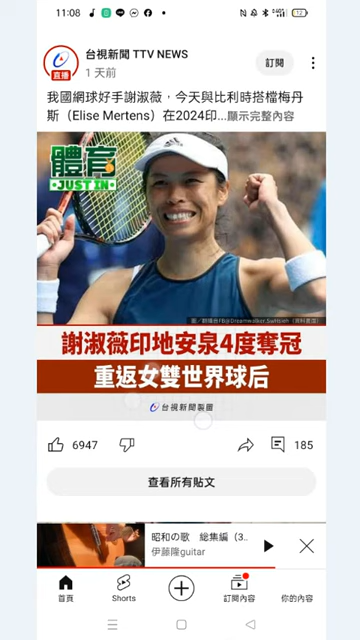 11:08
12
台視新聞 TTV NEWS
1 天前
直播
訂閱
我國網球好手謝淑薇，今天與比利時搭檔梅丹
斯（Elise Mertens）在2024印...顯示完整內容
體育
JUST IN
謝淑薇印地安泉4度奪冠
重返女雙世界球后
台視新聞製圖
6947
185
查看所有貼文
昭和の歌 総集編（3...
伊藤隆guitar
首頁
Shorts
訂閱內容
你的內容